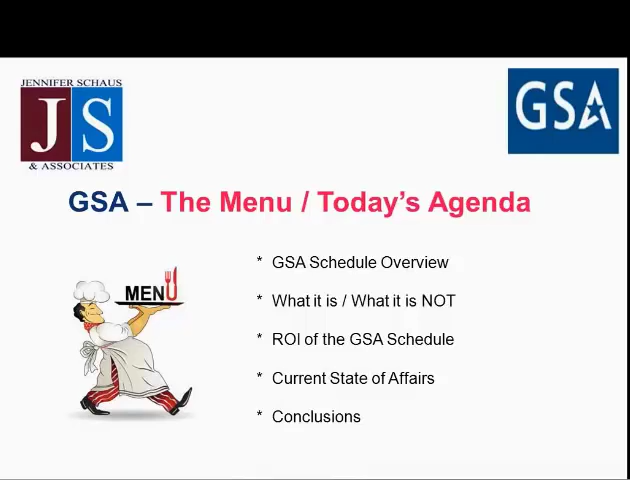 JENNIFER SCHAUS
JS
& ASSOCIATES
GSA
GSA – The Menu / Today's Agenda
MENU
* GSA Schedule Overview
* What it is / What it is NOT
* ROI of the GSA Schedule
* Current State of Affairs
* Conclusions